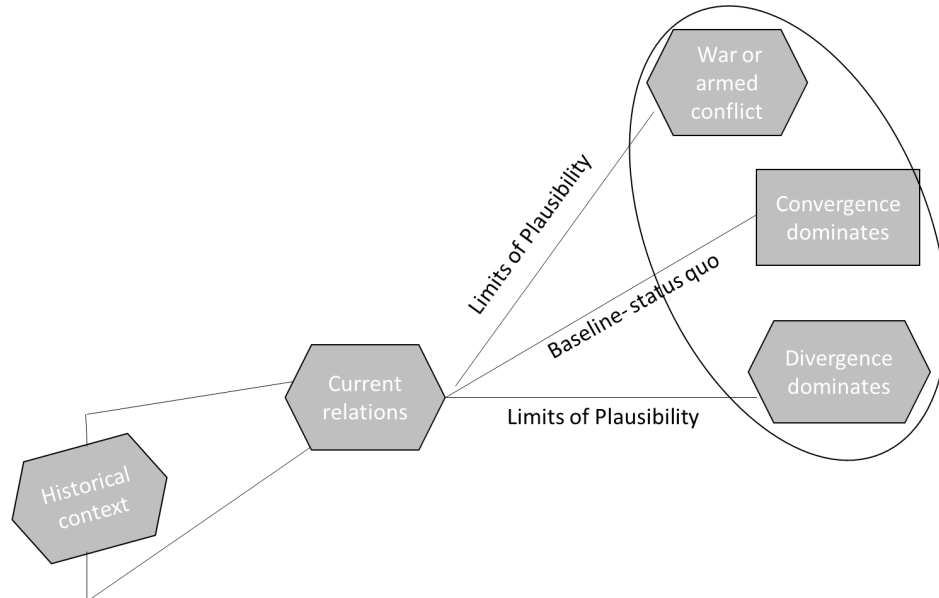 War or
armed
conflict
Limits of Plausibility
Convergence
dominates
Baseline- status quo
Divergence
dominates
Current
relations
Limits of Plausibility
Historical
context